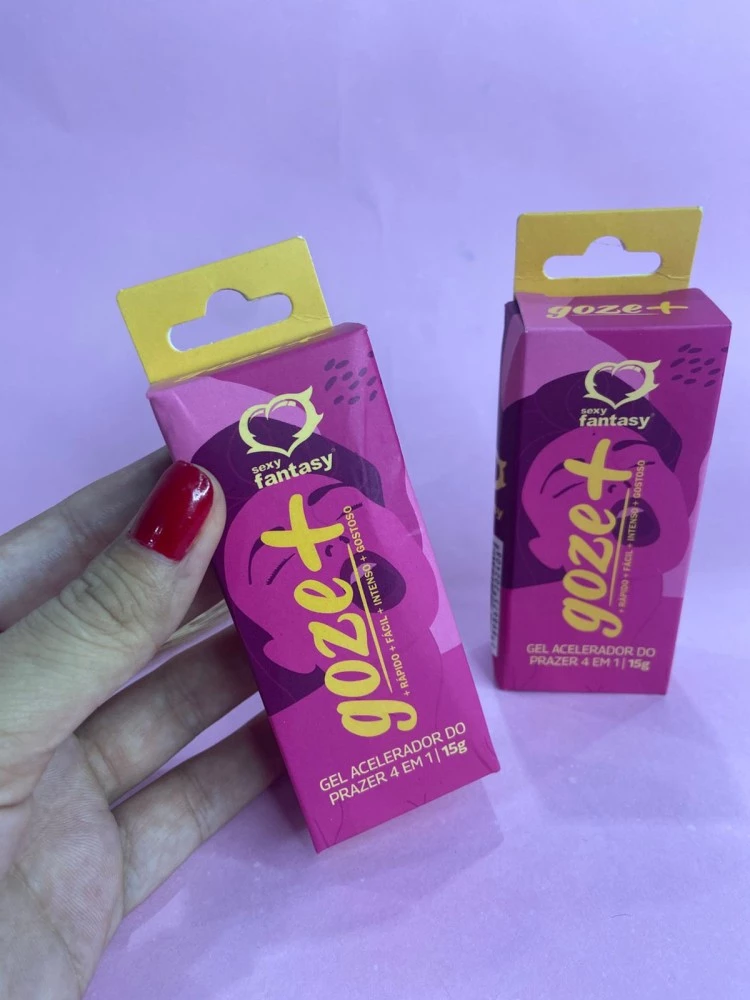 sexy
fantasy
goze+
+ RÁPIDO + FÁCIL + INTENSO + GOSTOSO
GEL ACELERADOR DO
PRAZER 4 EM 1 | 15g
goze+
sexy
fantasy
goze+
+ RÁPIDO + FÁCIL + INTENSO + GOSTOSO
GEL ACELERADOR DO
PRAZER 4 EM 1 | 15g